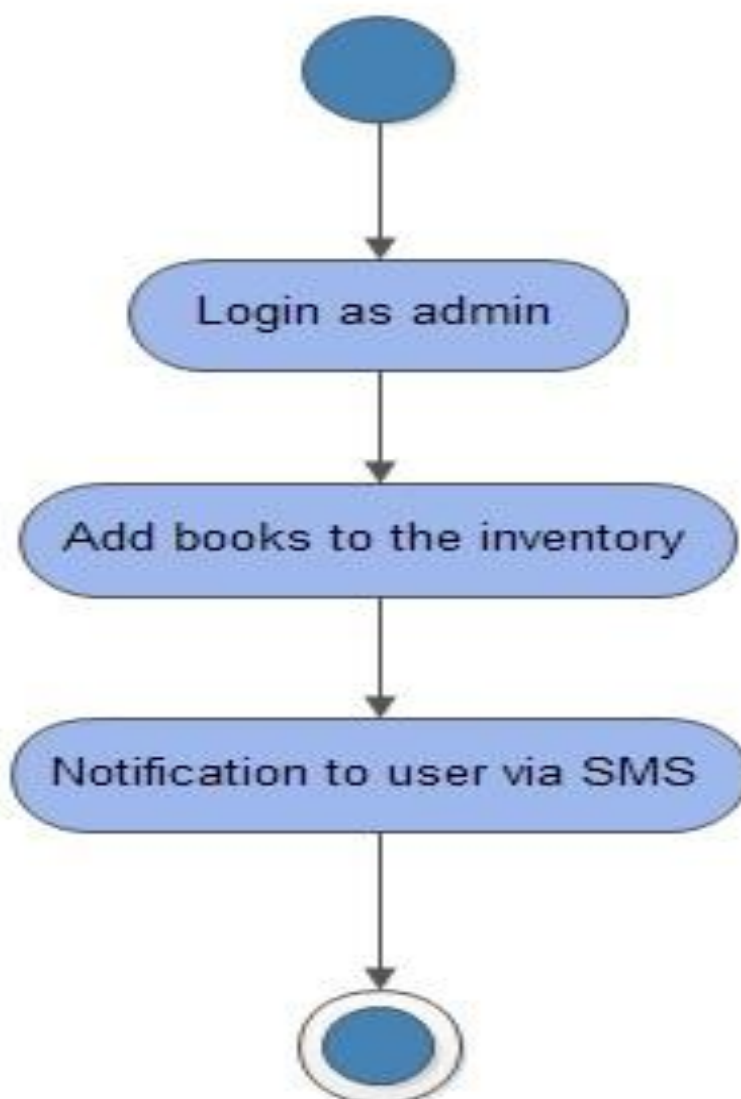 Login as admin
Add books to the inventory
Notification to user via SMS